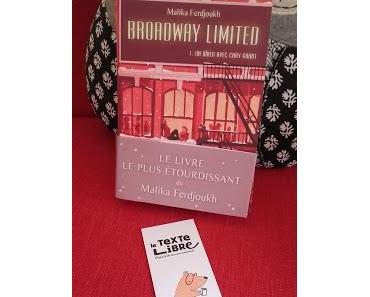 Malika Ferdjoukh
BROADWAY LIMITED
1. UN DÎNER AVEC CARY GRANT
LE LIVRE
LE PLUS ÉTOURDISSANT
de
Malika Ferdjoukh
le
TeXTe
LiBRe